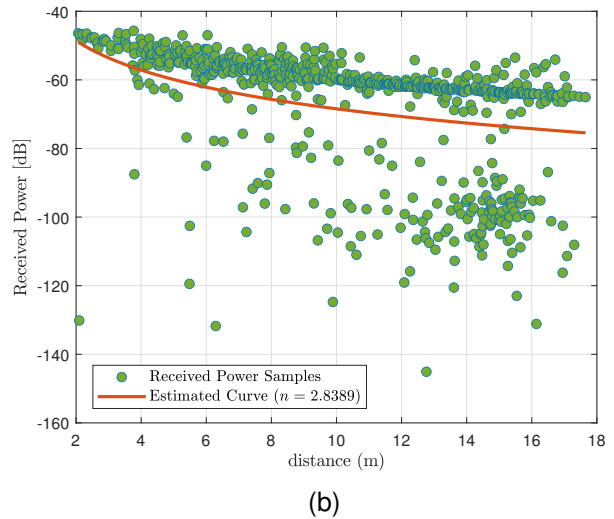 -40
-60
-80
-100
-120
-140
-160
Received Power [dB]
Received Power Samples
Estimated Curve (n = 2.8389)
2 4 6 8 10 12 14 16 18
distance (m)
(b)